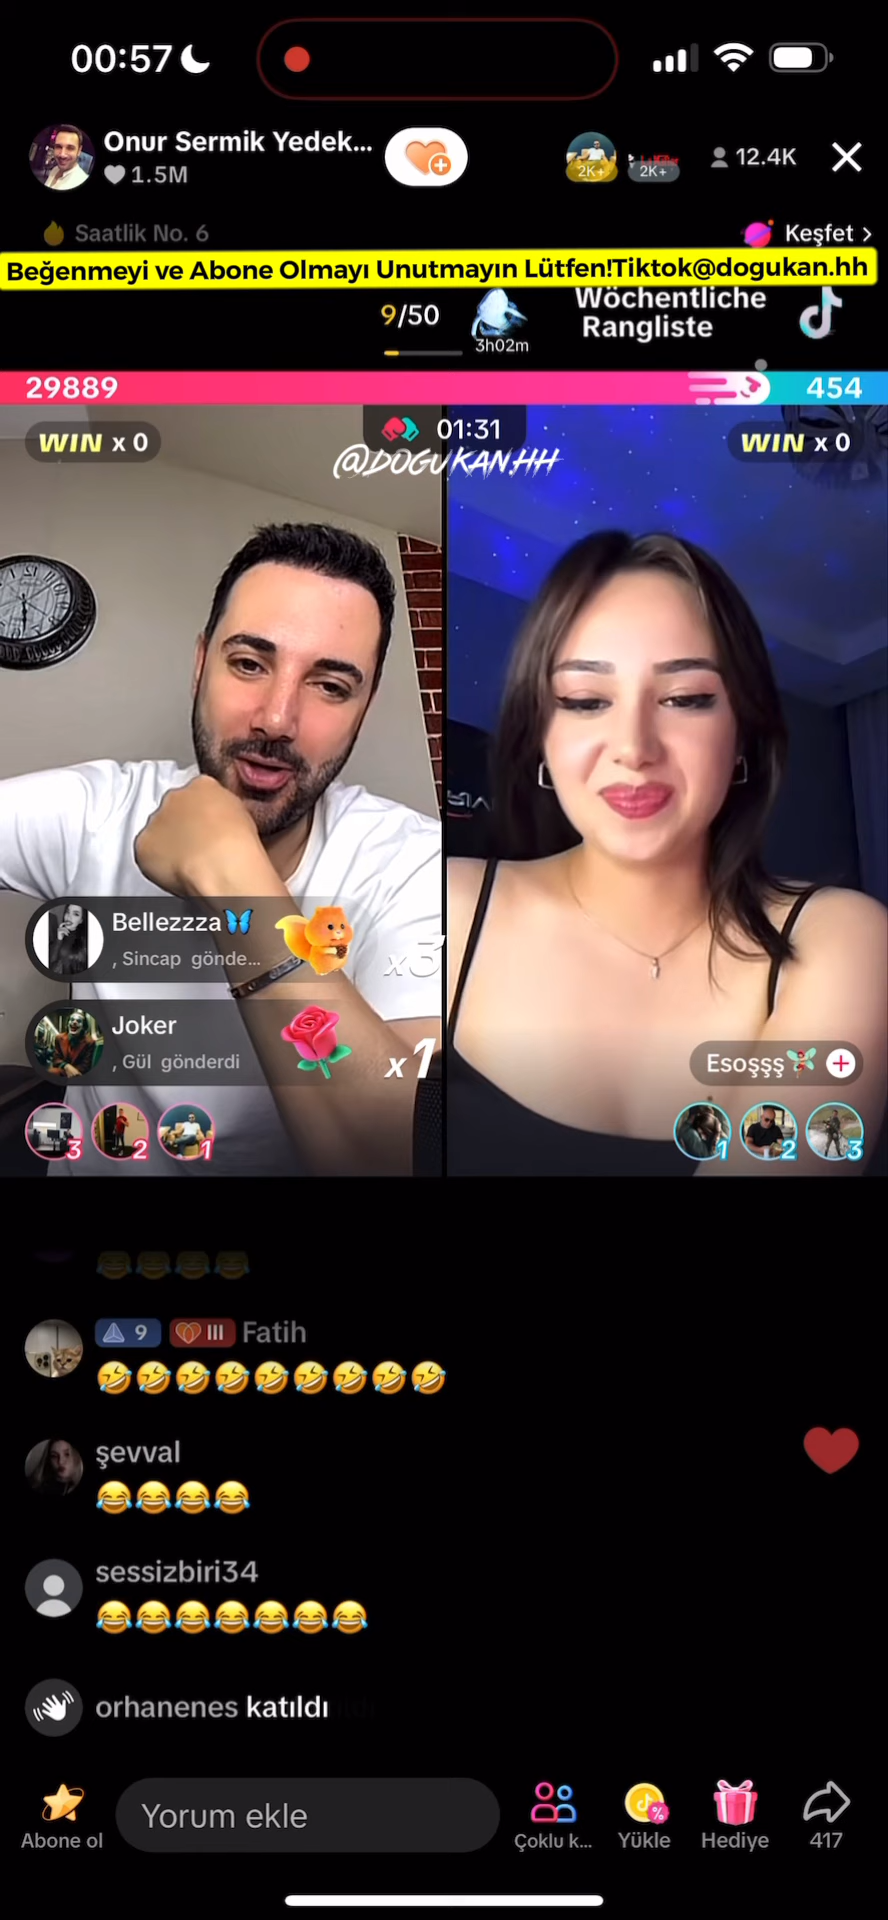 00:57
Onur Sermik Yedek...
1.5M
2K+
2K+
12.4K
Saatlik No. 6
Keşfet >
Beğenmeyi ve Abone Olmayı Unutmayın Lütfen!Tiktok@dogukan.hh
9/50
3h02m
Wöchentliche
Rangliste
29889
454
WIN x 0
01:31
WIN x 0
@DOGUKAN.HH
Bellezzza
, Sincap gönde...
x3
Joker
, Gül gönderdi
x1
Esoşşş
3
2
1
1
2
3
9 III Fatih
şevval
sessizbiri34
orhanenes katıldı
Abone ol
Yorum ekle
Çoklu k...
Yükle
Hediye
417